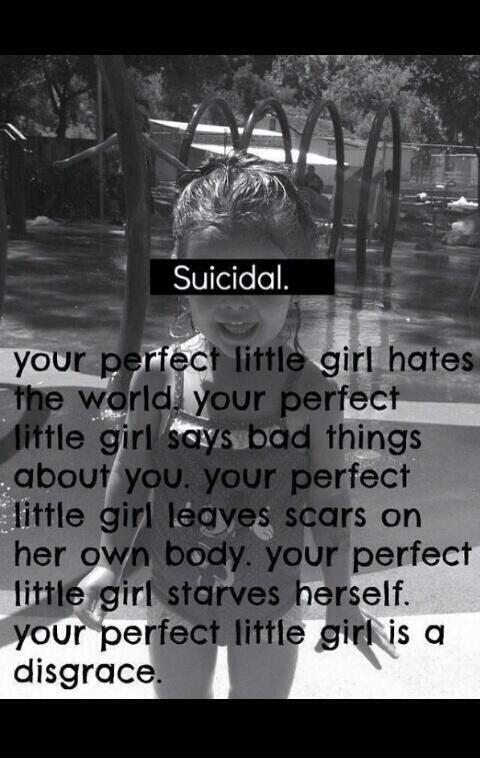 Suicidal.
your perfect little girl hates
the world, your perfect
little girl says bad things
about you. your perfect
little girl leaves scars on
her own body. your perfect
little girl starves herself.
your perfect little girl is a
disgrace.